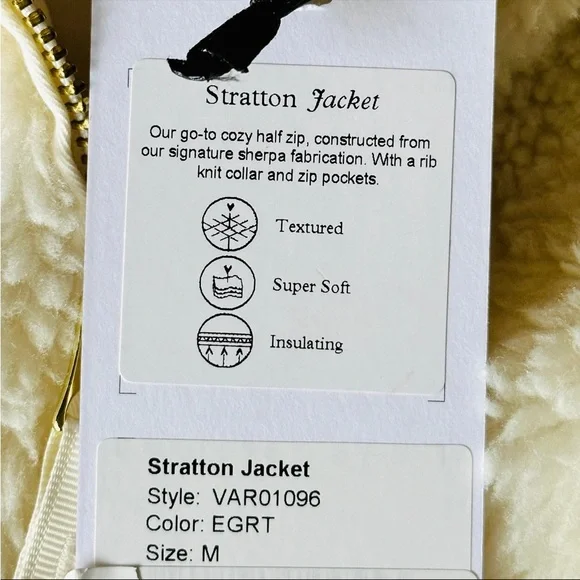 Stratton Jacket
Our go-to cozy half zip, constructed from
our signature sherpa fabrication. With a rib
knit collar and zip pockets.
Textured
Super Soft
Insulating
Stratton Jacket
Style: VAR01096
Color: EGRT
Size: M